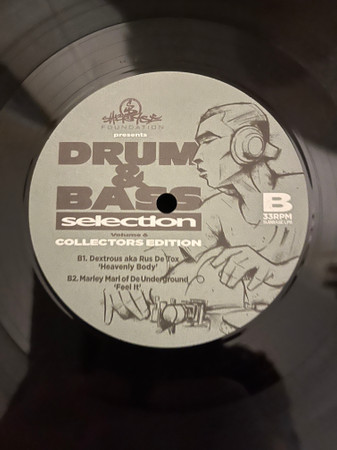 FOUNDATION
presents
DRUM
&
BASS
selection
Volume 6
COLLECTORS EDITION
B
33RPM
B1. Dextrous aka Rus De Tox
'Heavenly Body'
B2. Marley Marl of De Underground
'Feel It'